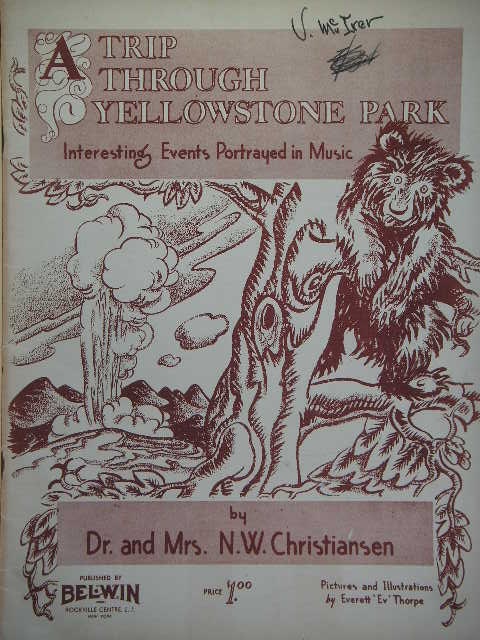 V. McIrer
A TRIP
THROUGH
YELLOWSTONE PARK
Interesting Events Portrayed in Music
by
Dr. and Mrs. N.W. Christiansen
PUBLISHED BY
BELWIN
ROCKVILLE CENTRE, L. I.
NEW YORK
PRICE $1.00
Pictures and Illustrations
by Everett "Ev" Thorpe